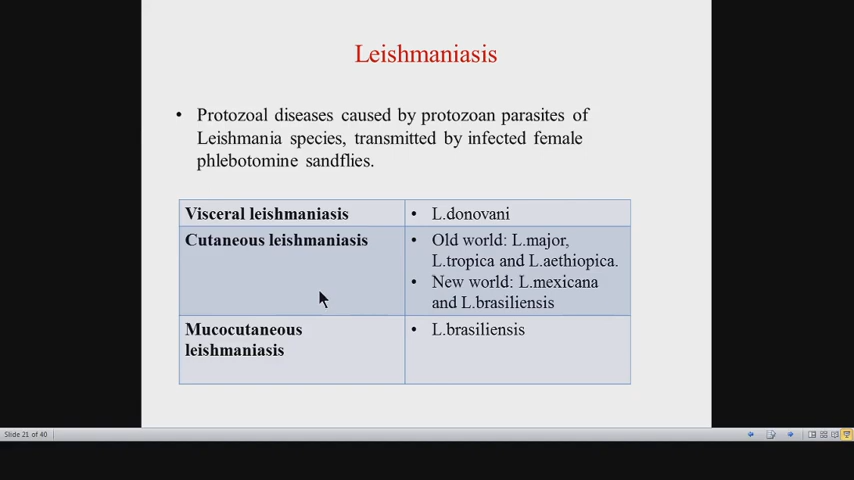 Leishmaniasis
• Protozoal diseases caused by protozoan parasites of
Leishmania species, transmitted by infected female
phlebotomine sandflies.
Visceral leishmaniasis
• L.donovani
Cutaneous leishmaniasis
• Old world: L.major,
L.tropica and L.aethiopica.
• New world: L.mexicana
and L.brasiliensis
Mucocutaneous
leishmaniasis
• L.brasiliensis
Slide 21 of 40